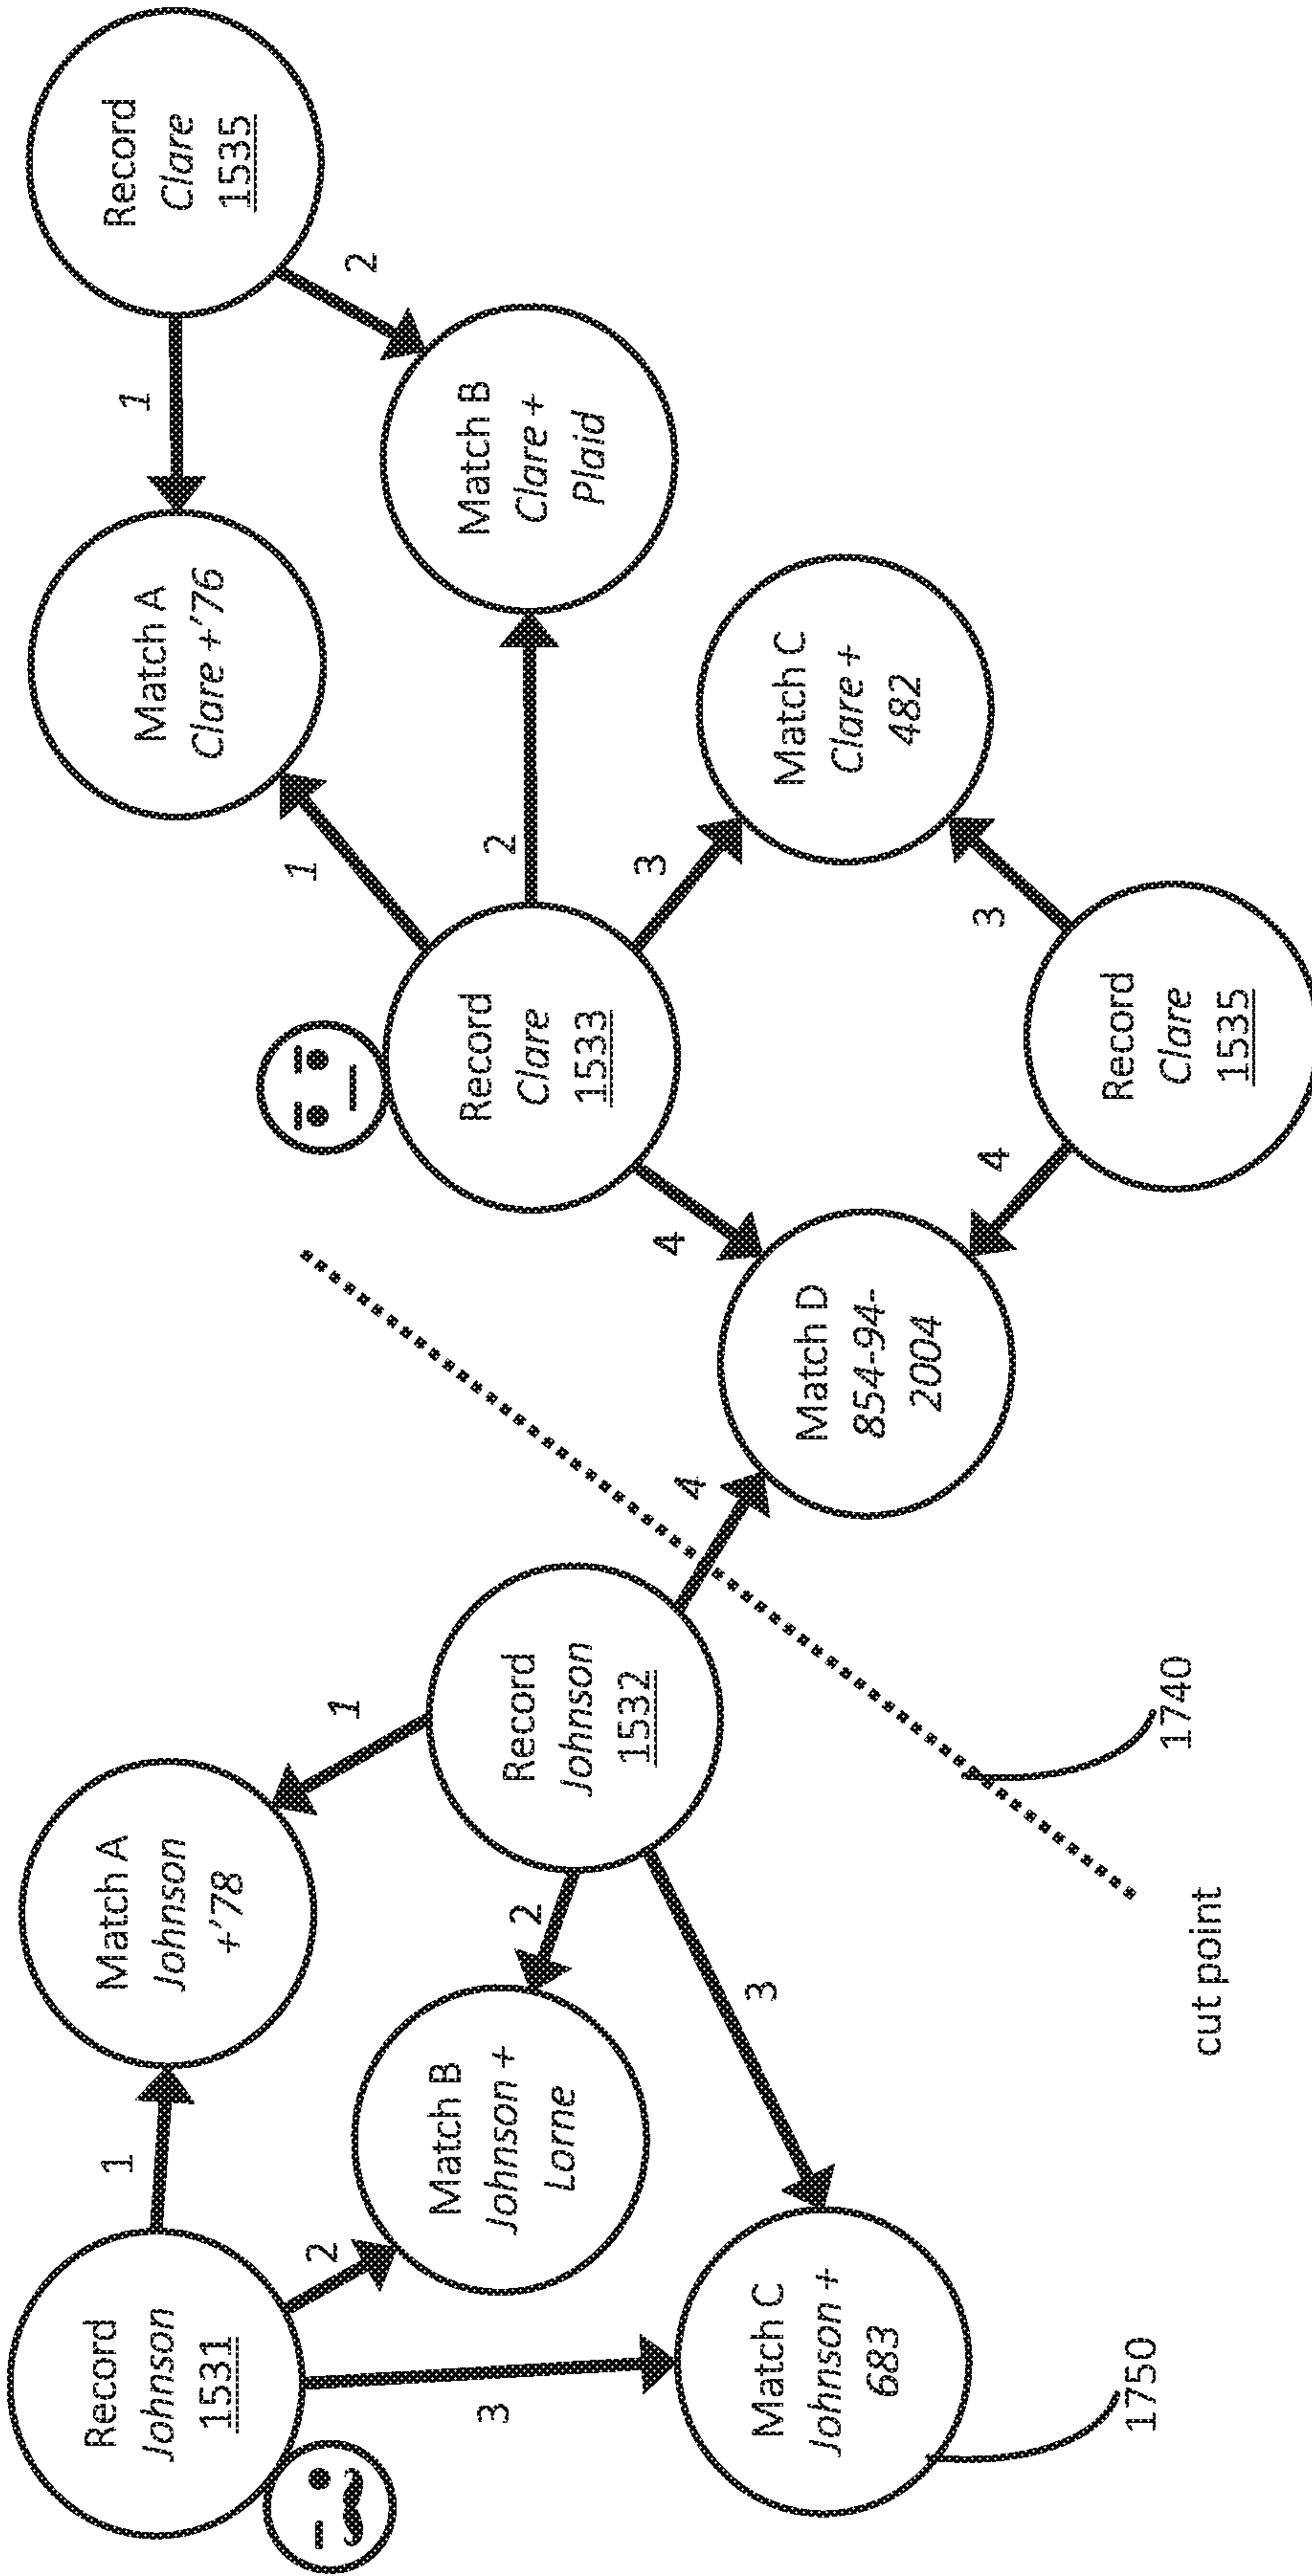 Record
Johnson
1531
1
Match A
Johnson
+'78
1
2
Match B
Johnson +
Lorne
2
3
Match C
Johnson +
683
3
1750
Record
Johnson
1532
4
cut point
1740
Match D
854-94-
2004
4
4
Record
Clare
1533
1
Match A
Clare +'76
1
Record
Clare
1535
2
2
Match B
Clare +
Plaid
3
Match C
Clare +
482
3
Record
Clare
1535